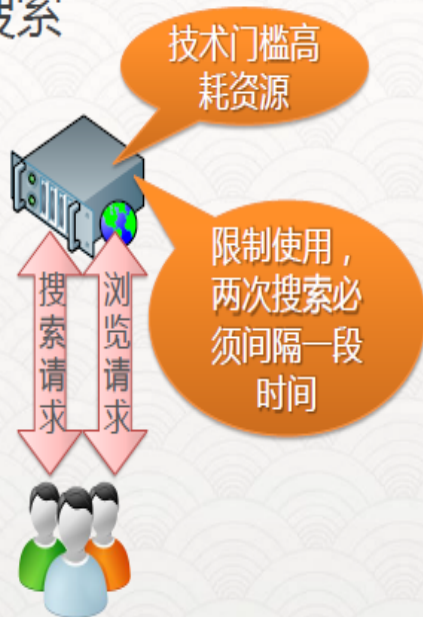 搜索
技术门槛高
耗资源
限制使用，
两次搜索必
须间隔一段
时间
搜索请求
浏览请求